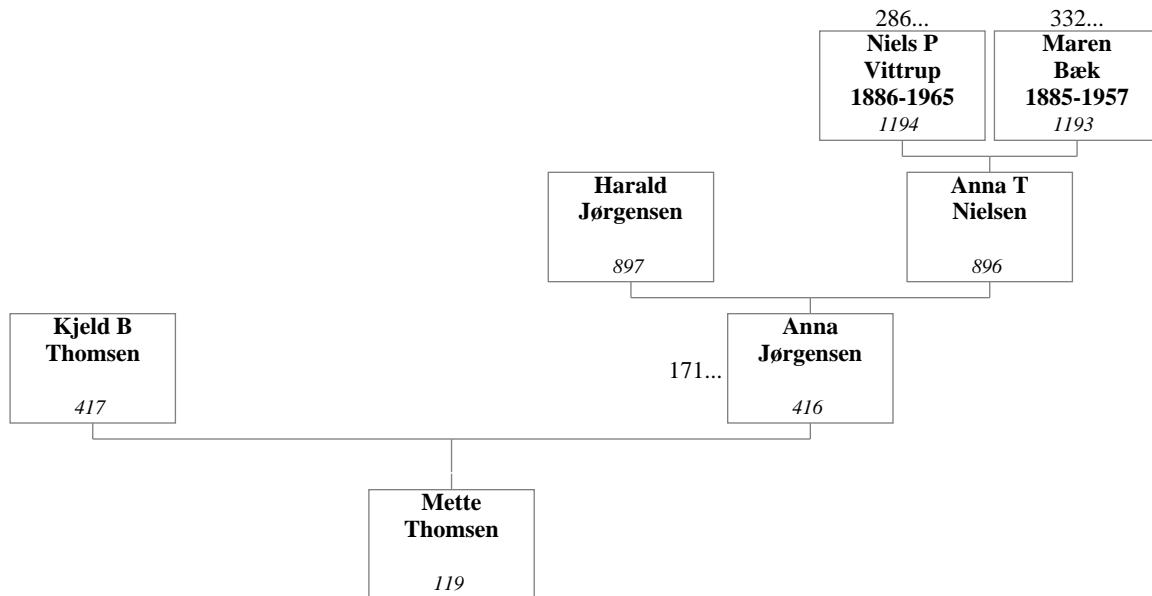 286...
332...
Niels P
Vittrup
1886-1965
1194
Maren
Bæk
1885-1957
1193
Harald
Jørgensen
897
Anna T
Nielsen
896
Kjeld B
Thomsen
417
171...
Anna
Jørgensen
416
Mette
Thomsen
119